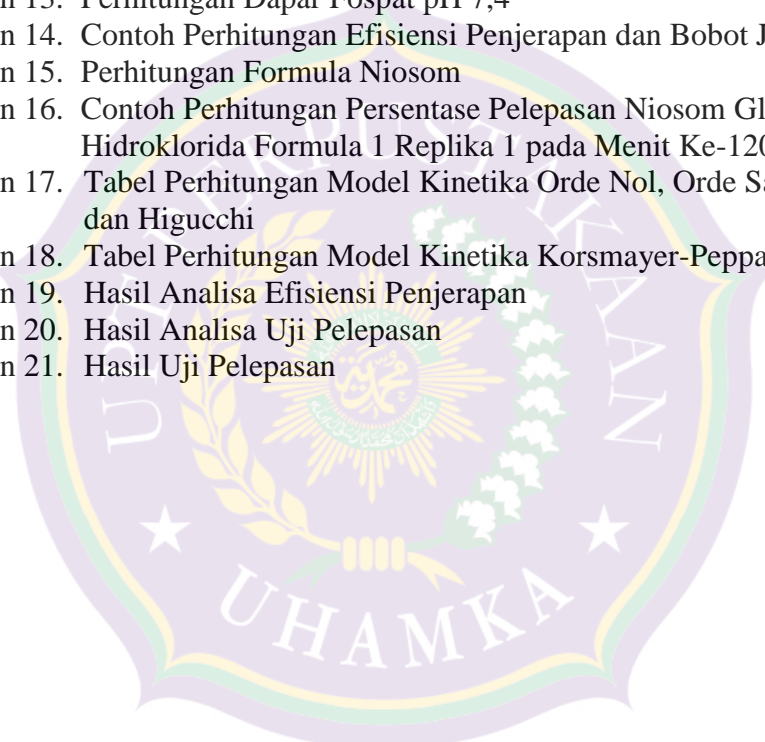 n 13. Perhitungan Dapar Fospat pH 7,4
n 14. Contoh Perhitungan Efisiensi Penjerapan dan Bobot J
n 15. Perhitungan Formula Niosom
n 16. Contoh Perhitungan Persentase Pelepasan Niosom Gl
Hidroklorida Formula 1 Replika 1 pada Menit Ke-120
n 17. Tabel Perhitungan Model Kinetika Orde Nol, Orde Sa
dan Higucchi
n 18. Tabel Perhitungan Model Kinetika Korsmayer-Peppa
n 19. Hasil Analisa Efisiensi Penjerapan
n 20. Hasil Analisa Uji Pelepasan
n 21. Hasil Uji Pelepasan
UPT PERPUSTAKAAN
UHAMKA